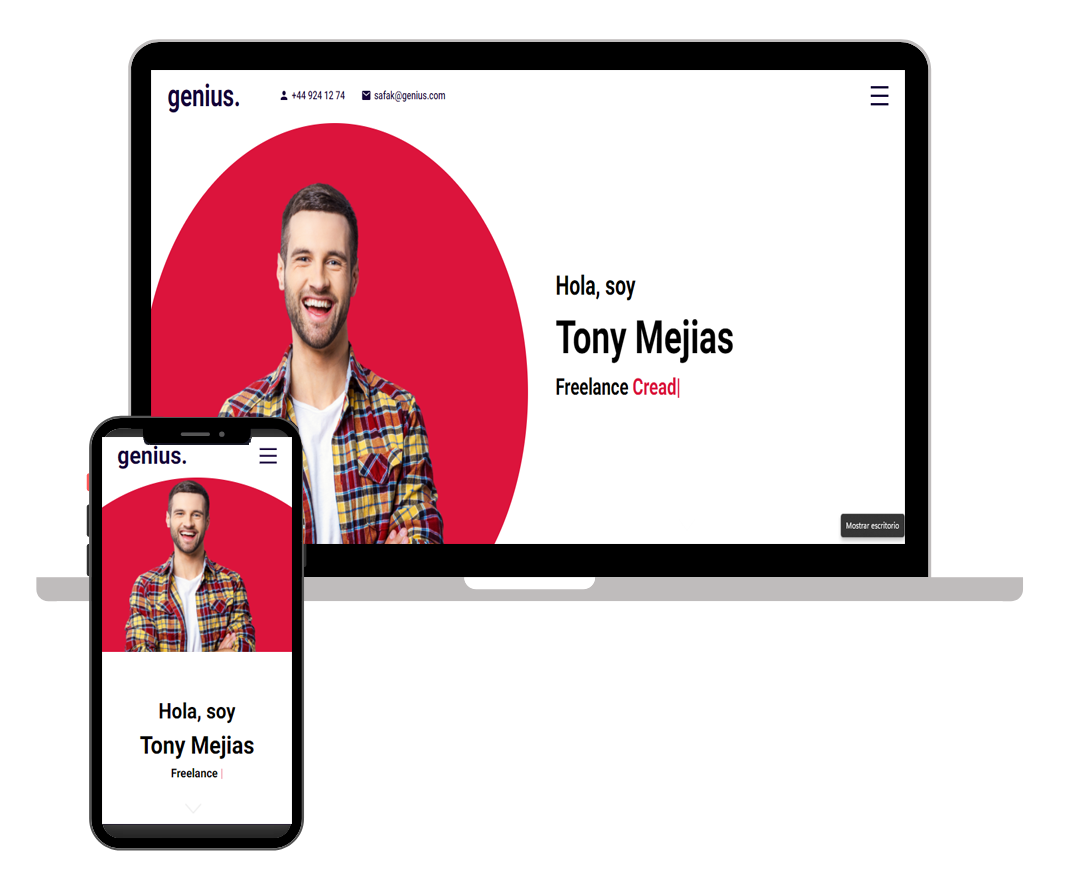 genius.
+44 924 12 74
safak@genius.com
Hola, soy
Tony Mejias
Freelance Cread|
Mostrar escritorio
genius.
Hola, soy
Tony Mejias
Freelance |